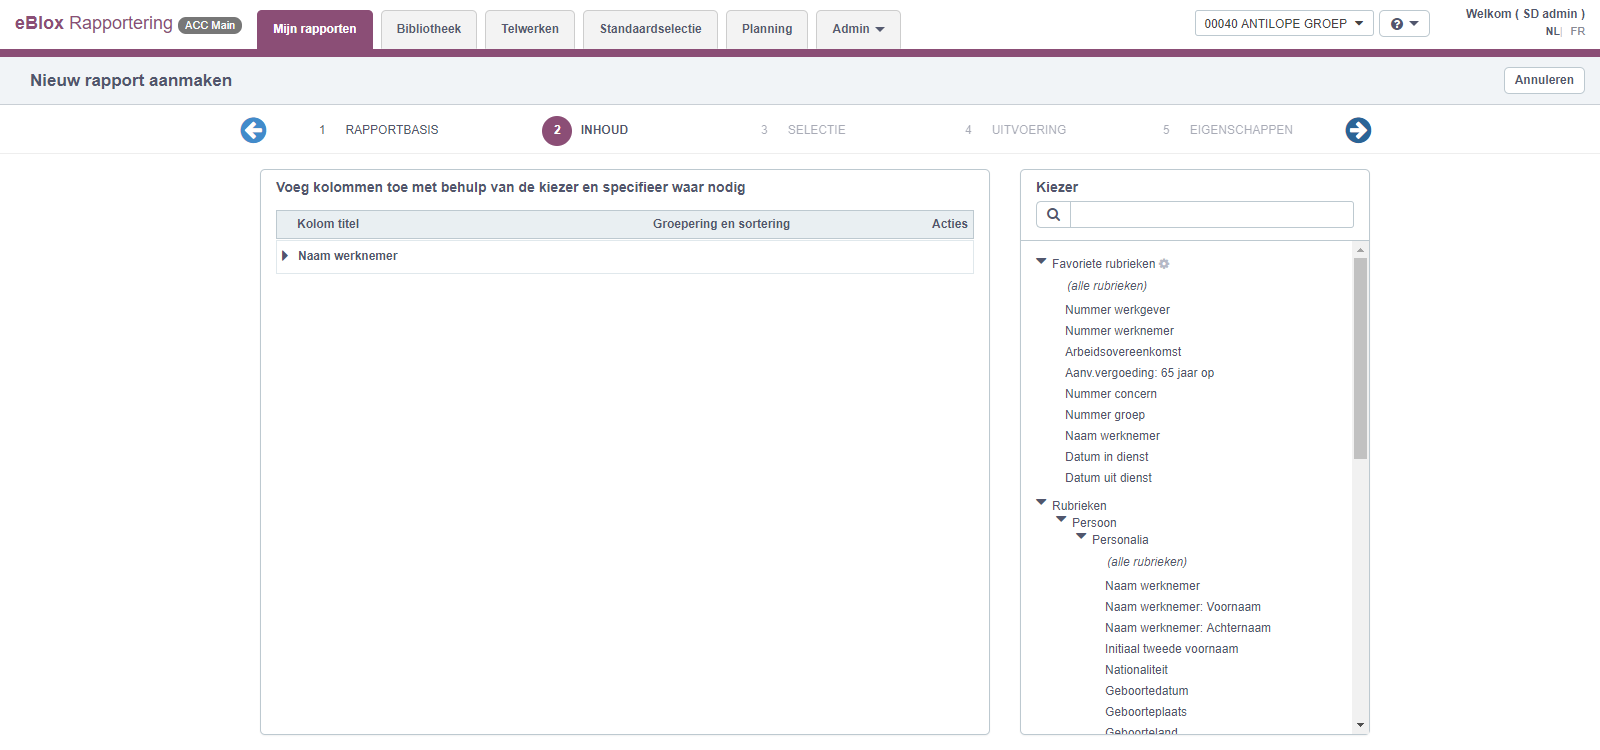 eBlox Rapportering ACC Main
Mijn rapporten Bibliotheek Telwerken Standaardselectie Planning Admin
00040 ANTILOPE GROEP
Welkom ( SD admin )
NL| FR
Nieuw rapport aanmaken
Annuleren
1 RAPPORTBASIS 2 INHOUD 3 SELECTIE 4 UITVOERING 5 EIGENSCHAPPEN
Voeg kolommen toe met behulp van de kiezer en specifieer waar nodig
Kolom titel Groepering en sortering Acties
Naam werknemer
Kiezer
Favoriete rubrieken
(alle rubrieken)
Nummer werkgever
Nummer werknemer
Arbeidsovereenkomst
Aanv.vergoeding: 65 jaar op
Nummer concern
Nummer groep
Naam werknemer
Datum in dienst
Datum uit dienst
Rubrieken
Persoon
Personalia
(alle rubrieken)
Naam werknemer
Naam werknemer: Voornaam
Naam werknemer: Achternaam
Initiaal tweede voornaam
Nationaliteit
Geboortedatum
Geboorteplaats
Geboorteland